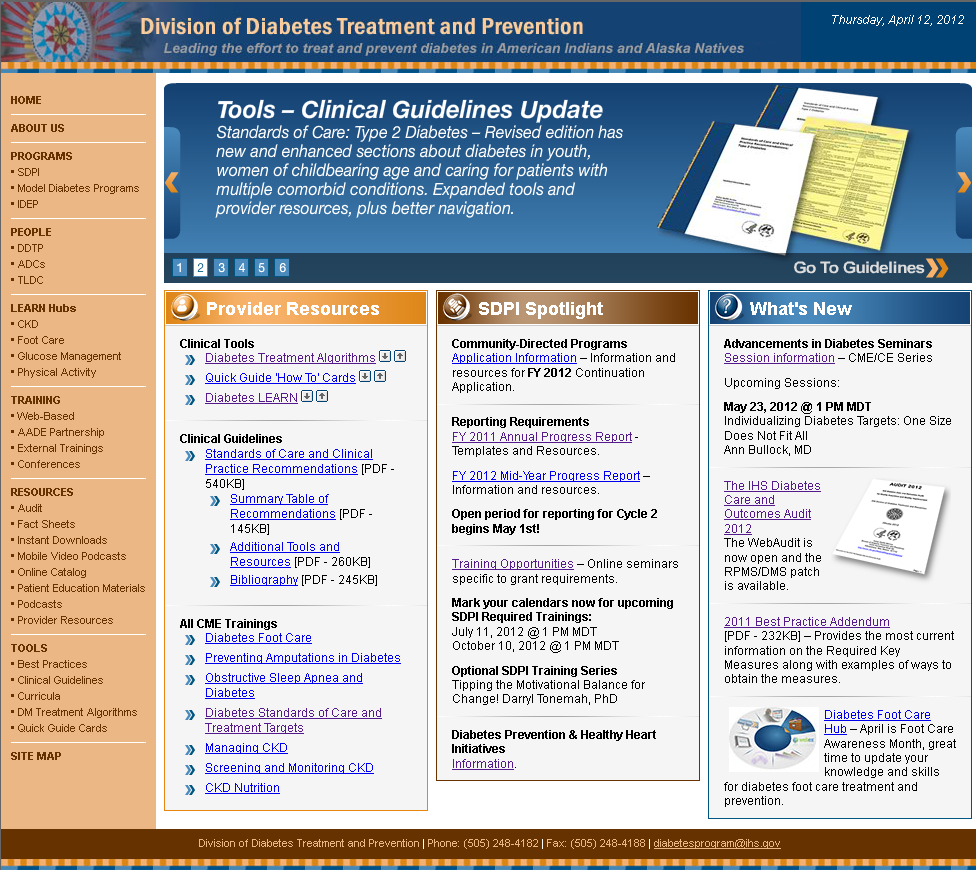 Division of Diabetes Treatment and Prevention
Leading the effort to treat and prevent diabetes in American Indians and Alaska Natives
Thursday, April 12, 2012
HOME
ABOUT US
PROGRAMS
▪ SDPI
▪ Model Diabetes Programs
▪ IDEP
PEOPLE
▪ DDTP
▪ ADCs
▪ TLDC
LEARN Hubs
▪ CKD
▪ Foot Care
▪ Glucose Management
▪ Physical Activity
TRAINING
▪ Web-Based
▪ AADE Partnership
▪ External Trainings
▪ Conferences
RESOURCES
▪ Audit
▪ Fact Sheets
▪ Instant Downloads
▪ Mobile Video Podcasts
▪ Online Catalog
▪ Patient Education Materials
▪ Podcasts
▪ Provider Resources
TOOLS
▪ Best Practices
▪ Clinical Guidelines
▪ Curricula
▪ DM Treatment Algorithms
▪ Quick Guide Cards
SITE MAP
Tools – Clinical Guidelines Update
Standards of Care: Type 2 Diabetes – Revised edition has
new and enhanced sections about diabetes in youth,
women of childbearing age and caring for patients with
multiple comorbid conditions. Expanded tools and
provider resources, plus better navigation.
1 2 3 4 5 6
Go To Guidelines
Provider Resources
Clinical Tools
Diabetes Treatment Algorithms
Quick Guide 'How To' Cards
Diabetes LEARN
Clinical Guidelines
Standards of Care and Clinical
Practice Recommendations [PDF -
540KB]
Summary Table of
Recommendations [PDF -
145KB]
Additional Tools and
Resources [PDF - 260KB]
Bibliography [PDF - 245KB]
All CME Trainings
Diabetes Foot Care
Preventing Amputations in Diabetes
Obstructive Sleep Apnea and
Diabetes
Diabetes Standards of Care and
Treatment Targets
Managing CKD
Screening and Monitoring CKD
CKD Nutrition
SDPI Spotlight
Community-Directed Programs
Application Information – Information and
resources for FY 2012 Continuation
Application.
Reporting Requirements
FY 2011 Annual Progress Report -
Templates and Resources.
FY 2012 Mid-Year Progress Report –
Information and resources.
Open period for reporting for Cycle 2
begins May 1st!
Training Opportunities – Online seminars
specific to grant requirements.
Mark your calendars now for upcoming
SDPI Required Trainings:
July 11, 2012 @ 1 PM MDT
October 10, 2012 @ 1 PM MDT
Optional SDPI Training Series
Tipping the Motivational Balance for
Change! Darryl Tonemah, PhD
Diabetes Prevention & Healthy Heart
Initiatives
Information.
What's New
Advancements in Diabetes Seminars
Session information – CME/CE Series
Upcoming Sessions:
May 23, 2012 @ 1 PM MDT
Individualizing Diabetes Targets: One Size
Does Not Fit All
Ann Bullock, MD
The IHS Diabetes
Care and
Outcomes Audit
2012
The WebAudit is
now open and the
RPMS/DMS patch
is available.
AUDIT 2012
2011 Best Practice Addendum
[PDF - 232KB] – Provides the most current
information on the Required Key
Measures along with examples of ways to
obtain the measures.
Diabetes Foot Care
Hub – April is Foot Care
Awareness Month, great
time to update your
knowledge and skills
for diabetes foot care treatment and
prevention.
Division of Diabetes Treatment and Prevention | Phone: (505) 248-4182 | Fax: (505) 248-4188 | diabetesprogram@ihs.gov